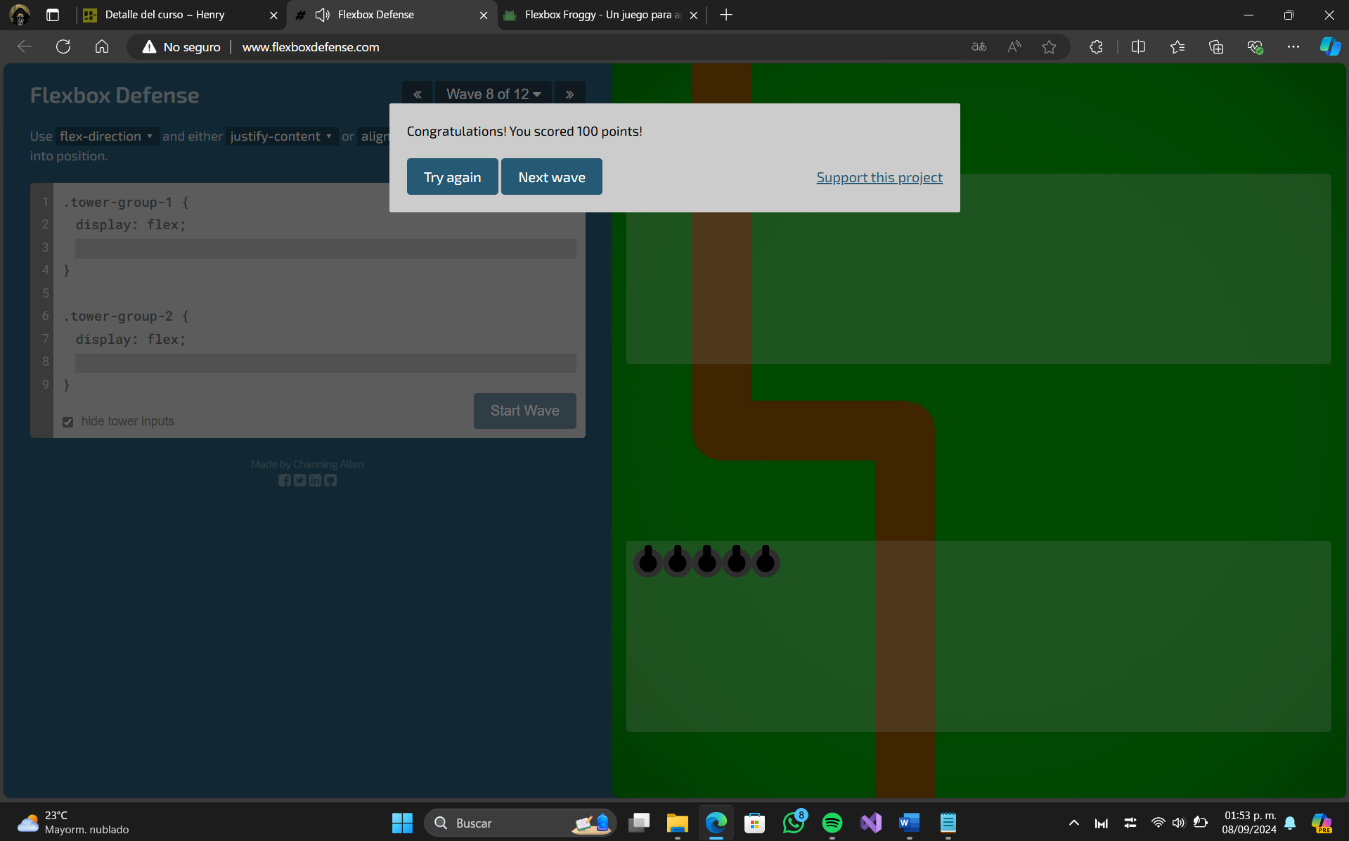 Detalle del curso – Henry
Flexbox Defense
Flexbox Froggy - Un juego para a
No seguro
www.flexboxdefense.com
Flexbox Defense
« Wave 8 of 12 »
Use flex-direction and either justify-content or align
into position.
Congratulations! You scored 100 points!
Try again
Next wave
Support this project
1 .tower-group-1 {
2 display: flex;
3
4 }
5
6 .tower-group-2 {
7 display: flex;
8
9 }
hide tower inputs
Start Wave
Made by Channing Allen
23°C
Mayorm. nublado
Buscar
8
01:53 p. m.
08/09/2024
PRE